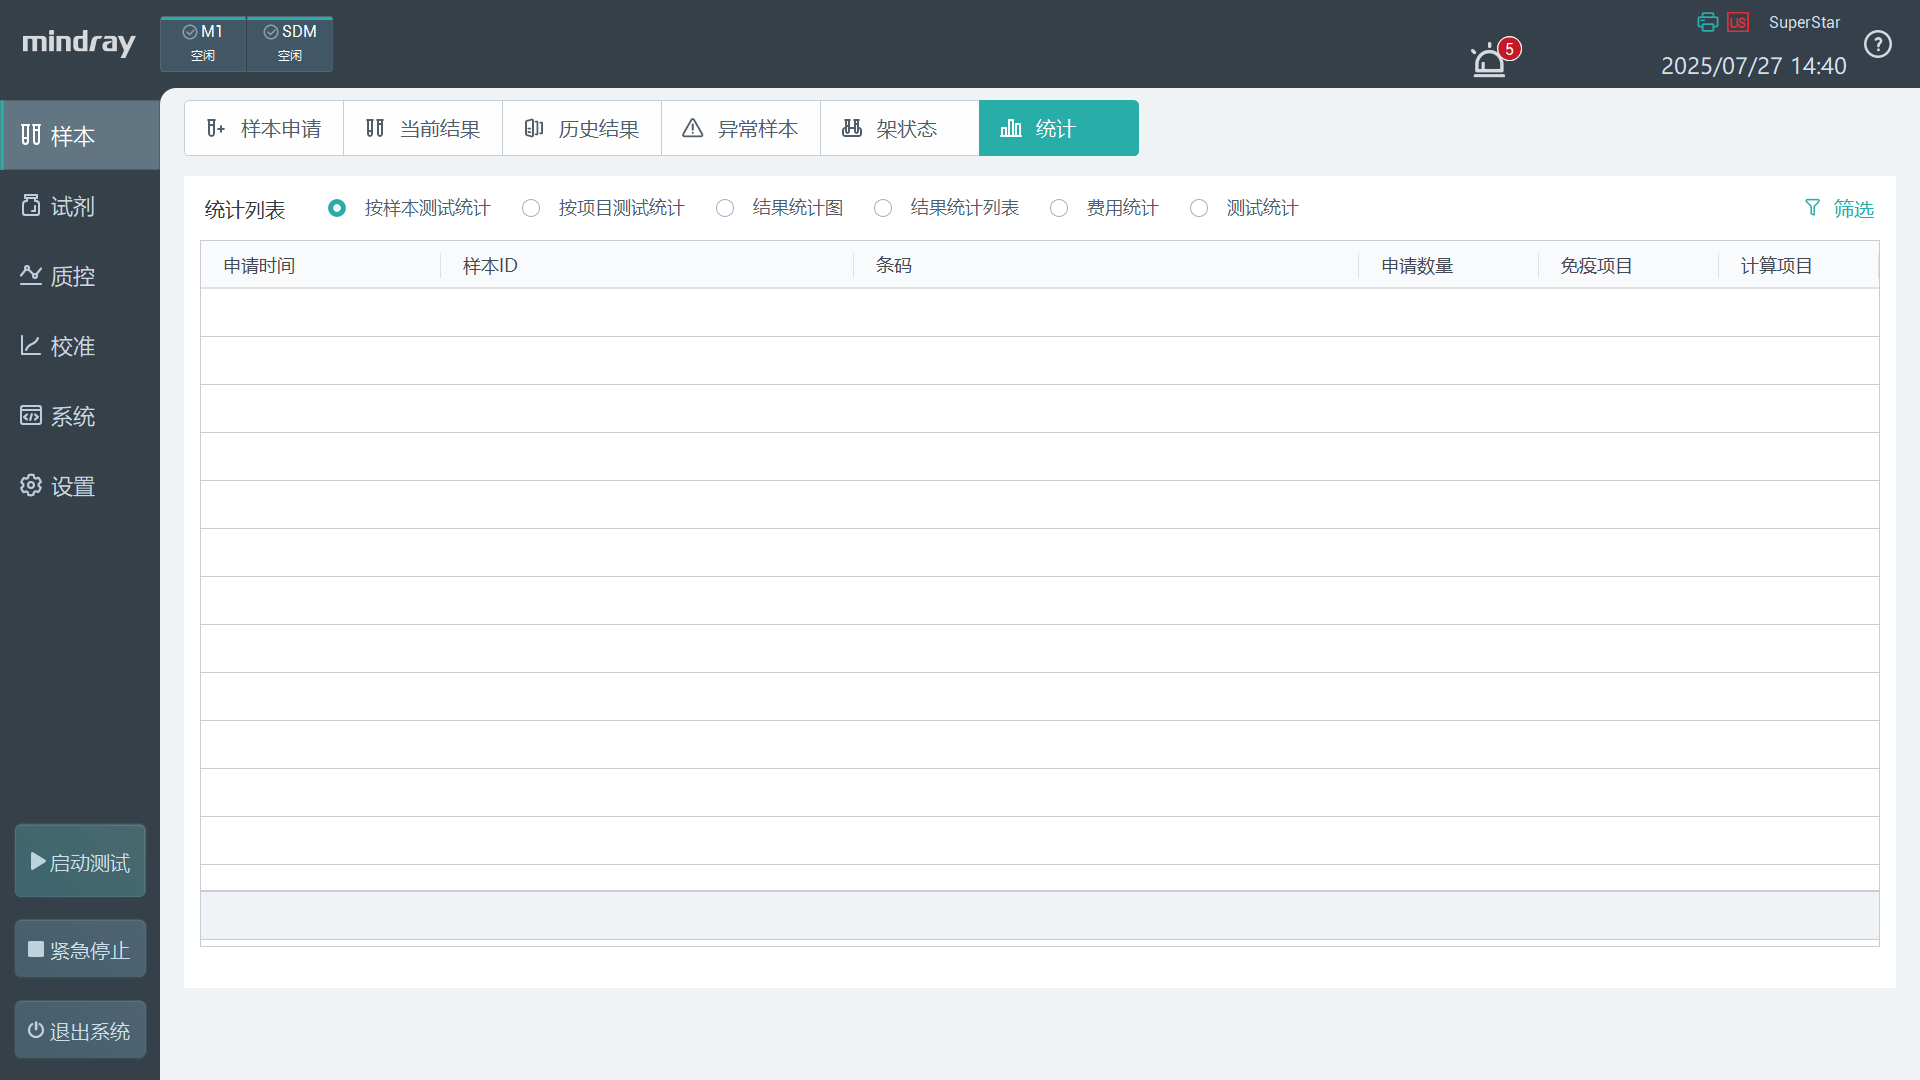 mindray
M1
空闲
SDM
空闲
5
LIS
SuperStar
2025/07/27 14:40
?
样本
试剂
质控
校准
系统
设置
启动测试
紧急停止
退出系统
样本申请
当前结果
历史结果
异常样本
架状态
统计
统计列表
按样本测试统计
按项目测试统计
结果统计图
结果统计列表
费用统计
测试统计
筛选
申请时间
样本ID
条码
申请数量
免疫项目
计算项目